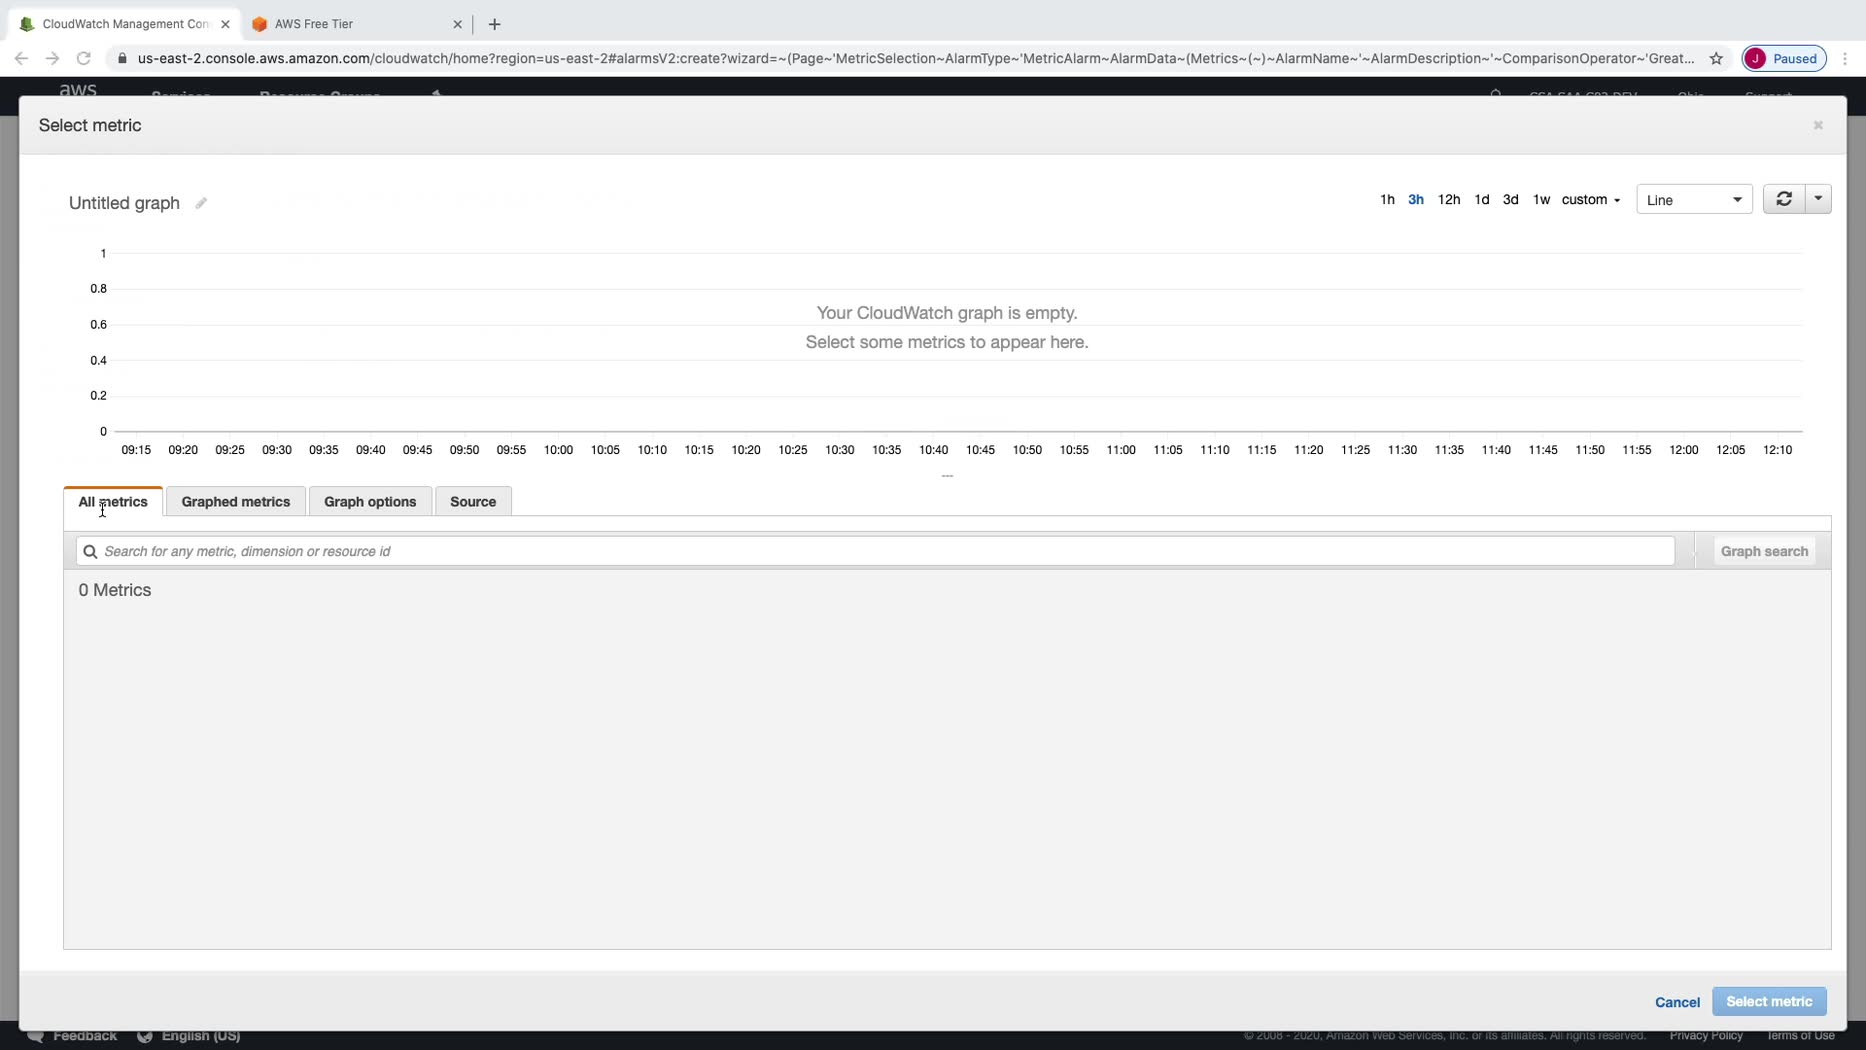 CloudWatch Management Con
AWS Free Tier
us-east-2.console.aws.amazon.com/cloudwatch/home?region=us-east-2#alarmsV2:create?wizard=~(Page~'MetricSelection~AlarmType~'MetricAlarm~AlarmData~(Metrics~(~)~AlarmName~'~AlarmDescription~'~ComparisonOperator~'Great...
J Paused
aws Services Resource Groups Ohio Support
Select metric
Untitled graph
1h 3h 12h 1d 3d 1w custom Line
1
0.8
0.6
0.4
0.2
0
Your CloudWatch graph is empty.
Select some metrics to appear here.
09:15 09:20 09:25 09:30 09:35 09:40 09:45 09:50 09:55 10:00 10:05 10:10 10:15 10:20 10:25 10:30 10:35 10:40 10:45 10:50 10:55 11:00 11:05 11:10 11:15 11:20 11:25 11:30 11:35 11:40 11:45 11:50 11:55 12:00 12:05 12:10
All metrics Graphed metrics Graph options Source
Search for any metric, dimension or resource id Graph search
0 Metrics
Cancel Select metric
Feedback English (US) © 2008 - 2020, Amazon Web Services, Inc. or its affiliates. All rights reserved. Privacy Policy Terms of Use